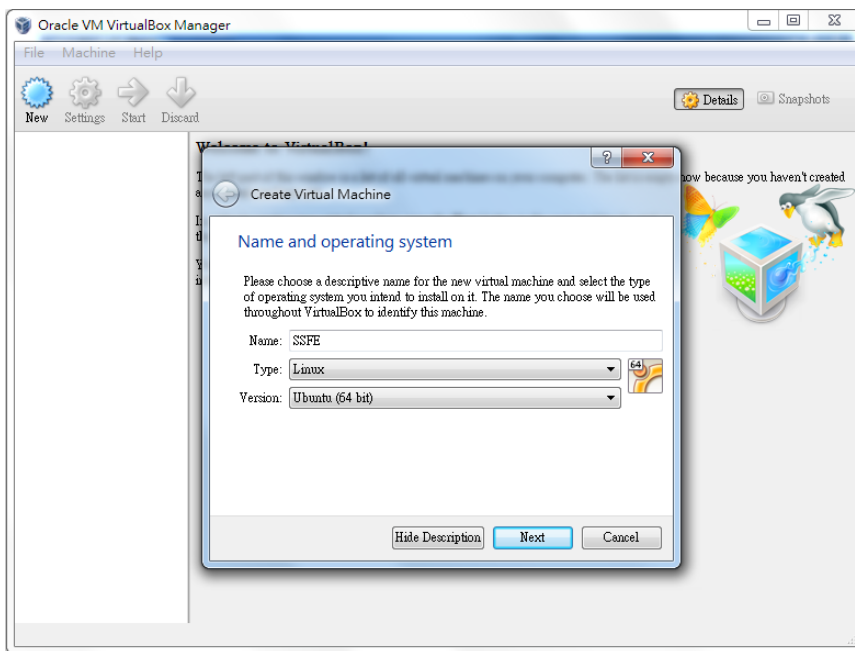 Oracle VM VirtualBox Manager
File Machine Help
New Settings Start Discard
Details Snapshots
Welcome to VirtualBox!
now because you haven't created
Create Virtual Machine
Name and operating system
Please choose a descriptive name for the new virtual machine and select the type
of operating system you intend to install on it. The name you choose will be used
throughout VirtualBox to identify this machine.
Name: SSFE
Type: Linux
64
Version: Ubuntu (64 bit)
Hide Description Next Cancel